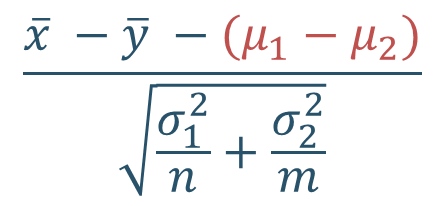 x̄ − ȳ − (μ₁ − μ₂)
√(σ₁²/n + σ₂²/m)